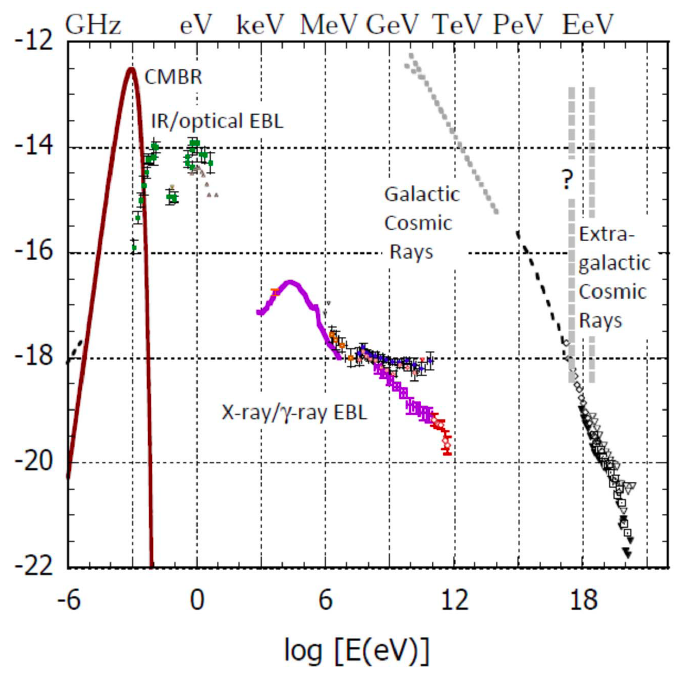 GHz eV keV MeV GeV TeV PeV EeV
-12
CMBR
IR/optical EBL
-14
?
Galactic
Cosmic
Rays
Extra-
galactic
Cosmic
Rays
-16
-18
X-ray/γ-ray EBL
-20
-22
-6 0 6 12 18
log [E(eV)]